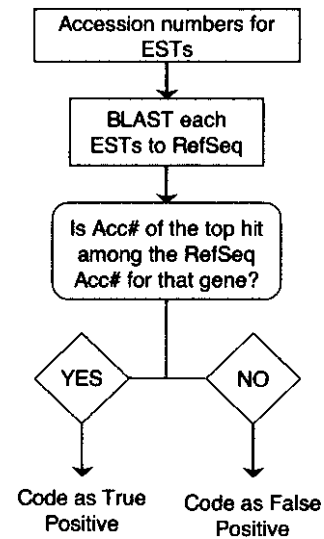 Accession numbers for
ESTs
BLAST each
ESTs to RefSeq
Is Acc# of the top hit
among the RefSeq
Acc# for that gene?
YES
NO
Code as True
Positive
Code as False
Positive